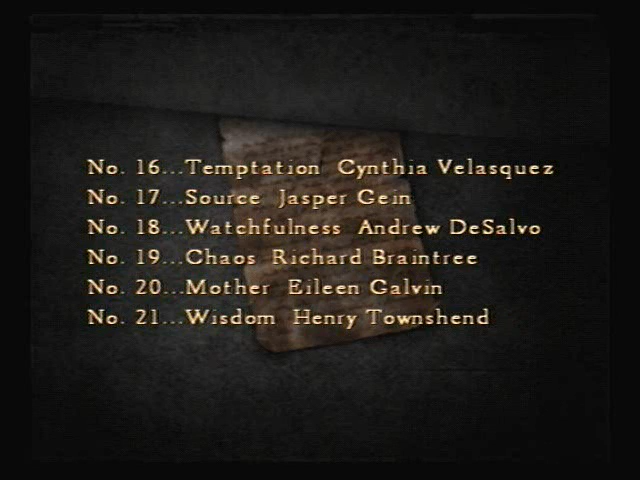 No. 16...Temptation Cynthia Velasquez
No. 17...Source Jasper Gein
No. 18...Watchfulness Andrew DeSalvo
No. 19...Chaos Richard Braintree
No. 20...Mother Eileen Galvin
No. 21...Wisdom Henry Townshend